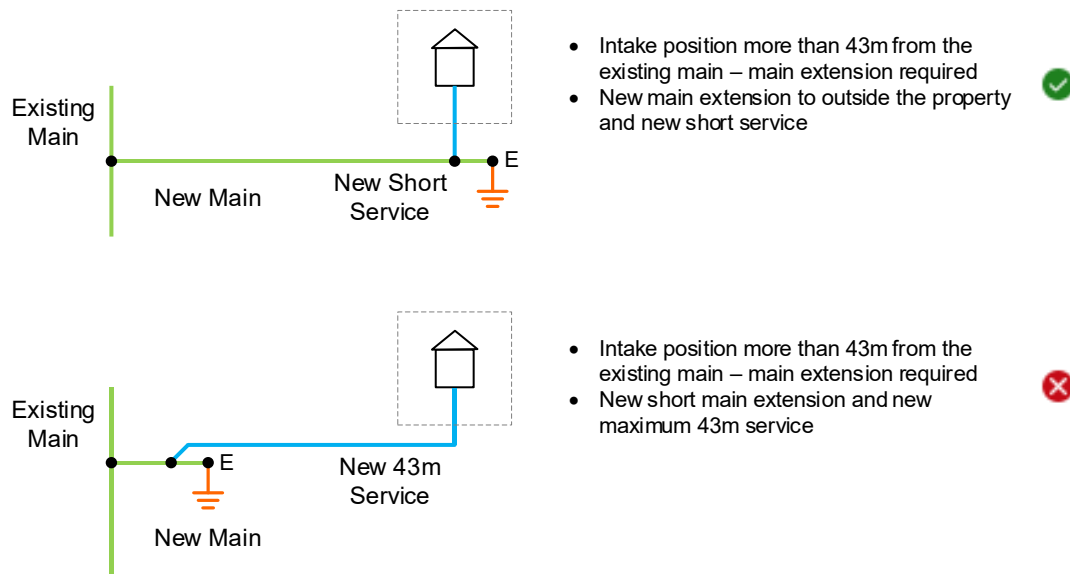 Existing
Main
New Main
New Short
Service
E
• Intake position more than 43m from the
existing main – main extension required
• New main extension to outside the property
and new short service
Existing
Main
E
New 43m
Service
New Main
• Intake position more than 43m from the
existing main – main extension required
• New short main extension and new
maximum 43m service